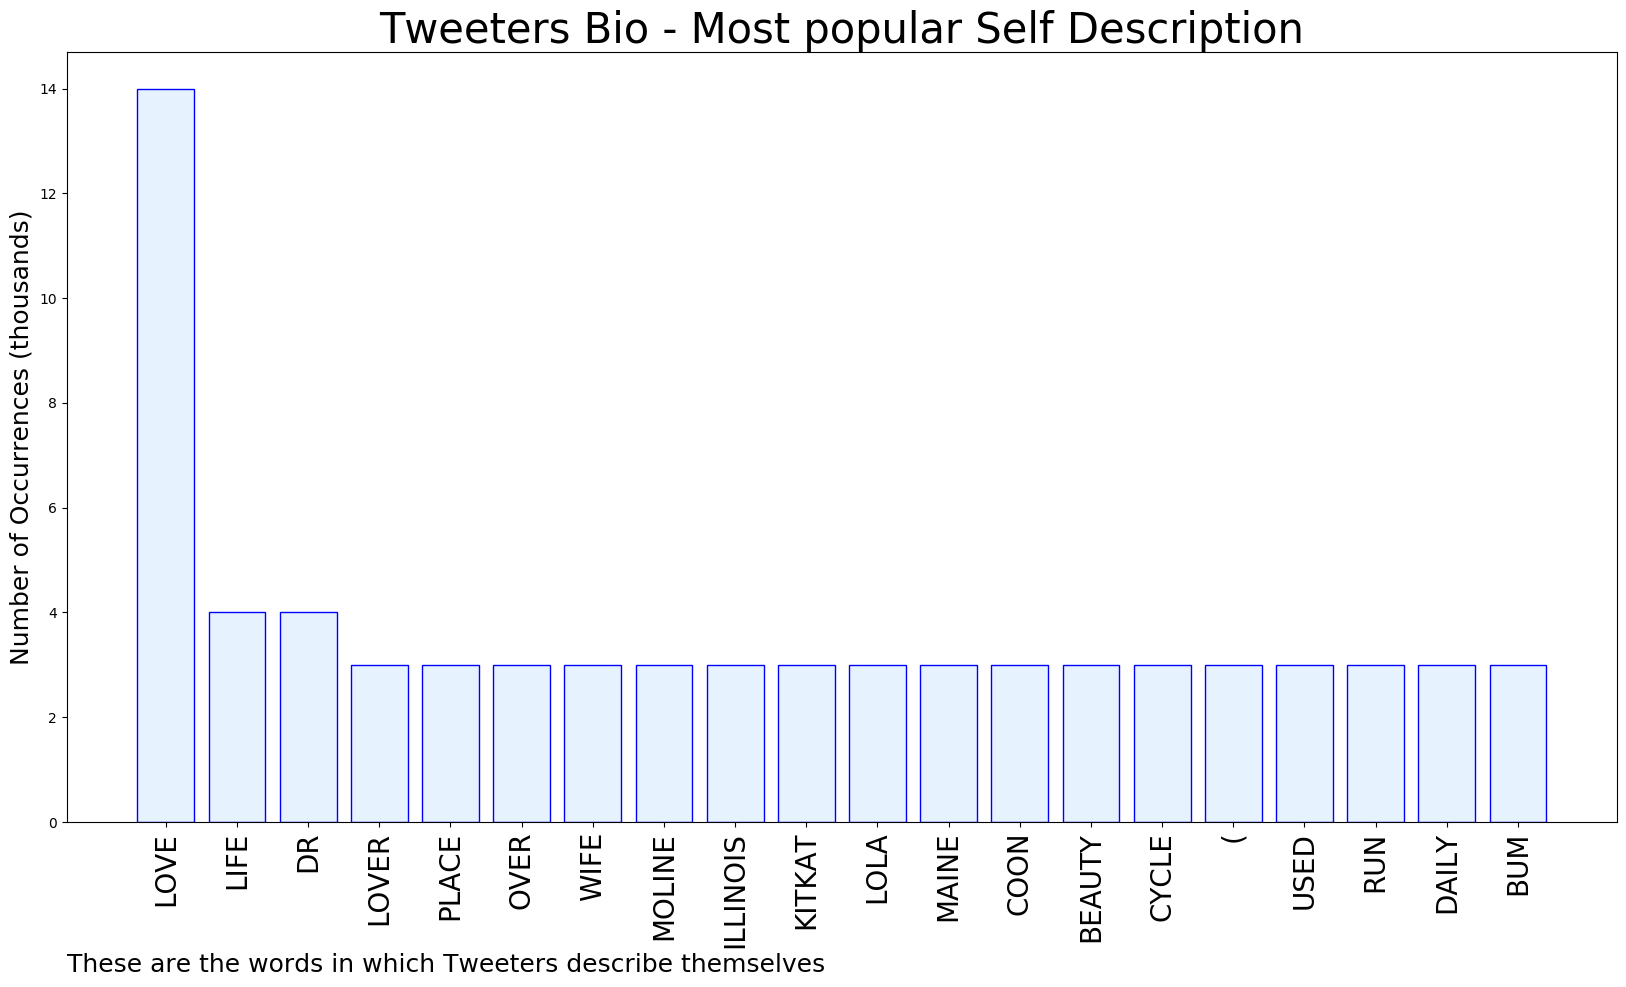 Tweeters Bio - Most popular Self Description
Number of Occurrences (thousands)
14
12
10
8
6
4
2
0
LOVE
LIFE
DR
LOVER
PLACE
OVER
WIFE
MOLINE
ILLINOIS
KITKAT
LOLA
MAINE
COON
BEAUTY
CYCLE
(
USED
RUN
DAILY
BUM
These are the words in which Tweeters describe themselves